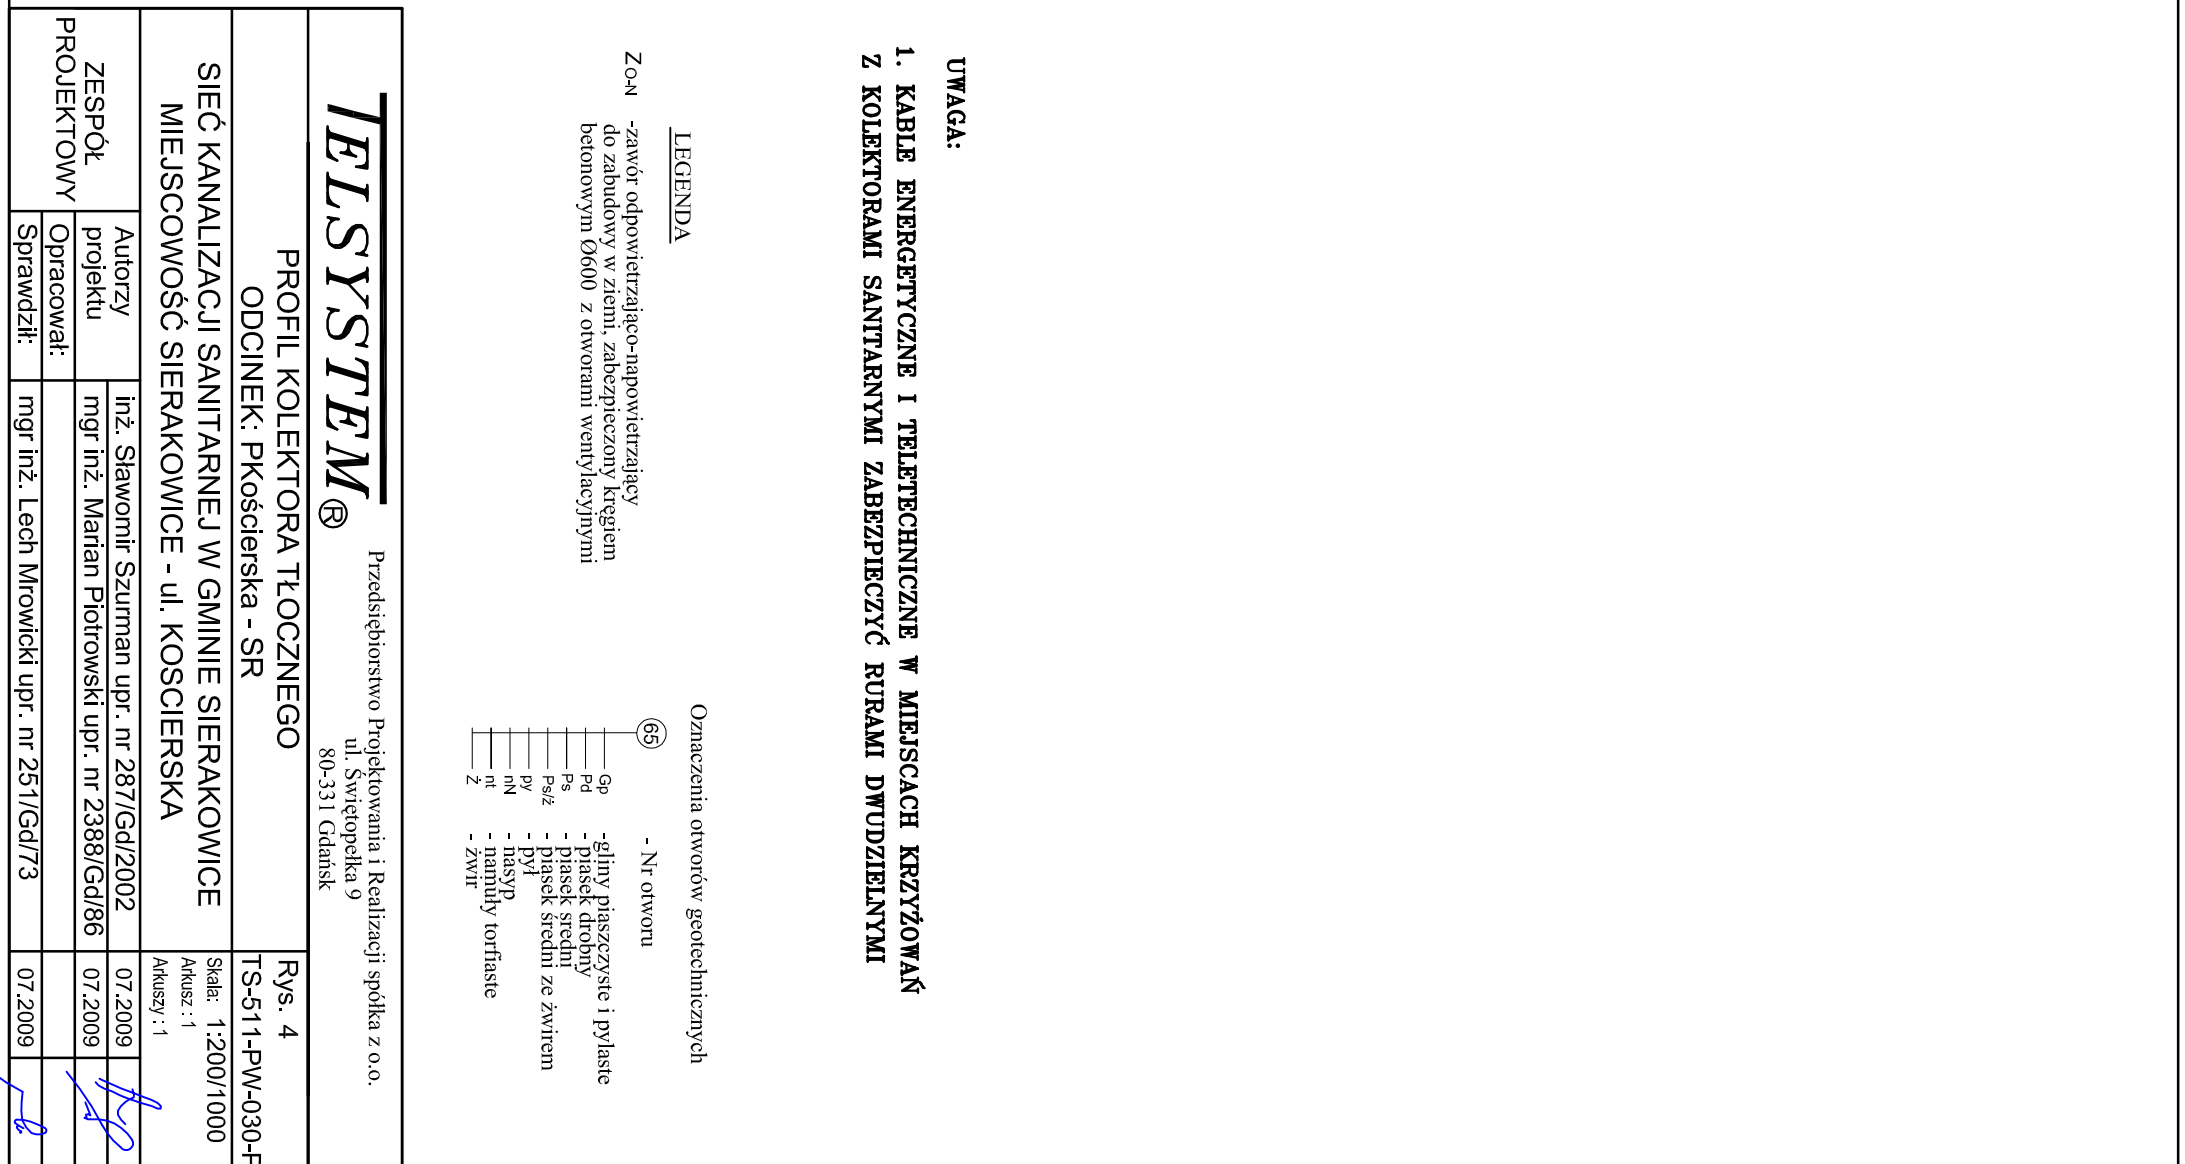 UWAGA:
1. KABLE ENERGETYCZNE I TELETECHNICZNE W MIEJSCACH KRZYŻOWAŃ
Z KOLEKTORAMI SANITARNYMI ZABEZPIECZYĆ RURAMI DWUDZIELNYMI
LEGENDA
ZO-N -zawór odpowietrzająco-napowietrzający
do zabudowy w ziemi, zabezpieczony kręgiem
betonowym Ø600 z otworami wentylacyjnymi
Oznaczenia otworów geotechnicznych
65 - Nr otworu
Gp -gliny piaszczyste i pylaste
Pd - piasek drobny
Ps - piasek sredni
Ps/ż - piasek średni ze żwirem
py - pył
nN - nasyp
nt - namuły torfiaste
Ż - żwir
TELSYSTEM®
Przedsiębiorstwo Projektowania i Realizacji spółka z o.o.
ul. Świętopełka 9
80-331 Gdańsk
PROFIL KOLEKTORA TŁOCZNEGO
ODCINEK: PKościerska - SR
Rys. 4
TS-511-PW-030-
SIEĆ KANALIZACJI SANITARNEJ W GMINIE SIERAKOWICE
MIEJSCOWOŚĆ SIERAKOWICE - ul. KOSCIERSKA
Skala: 1:200/1000
Arkusz : 1
Arkuszy : 1
ZESPÓŁ
PROJEKTOWY
Autorzy
projektu
inż. Sławomir Szurman upr. nr 287/Gd/2002 07.2009
mgr inż. Marian Piotrowski upr. nr 2388/Gd/86 07.2009
Opracował:
Sprawdził: mgr inż. Lech Mrowicki upr. nr 251/Gd/73 07.2009